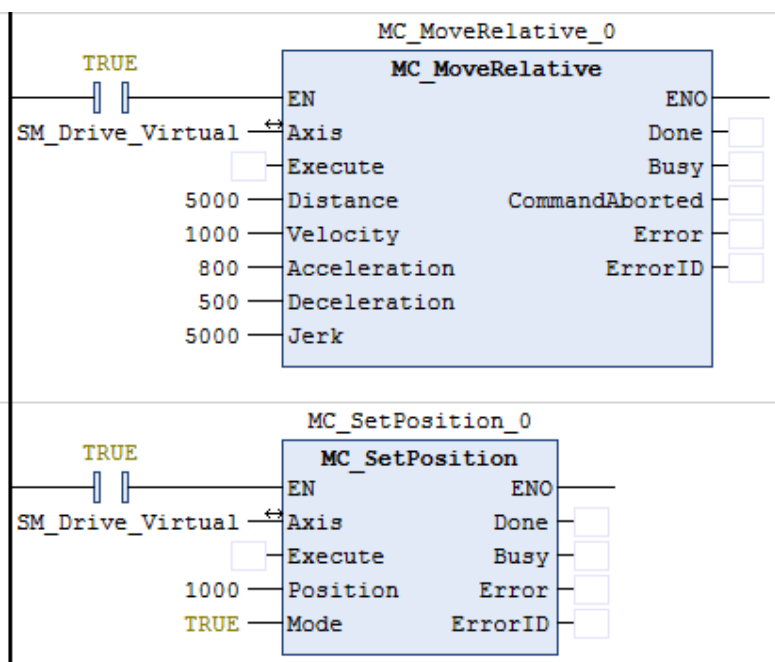 MC_MoveRelative_0
TRUE
MC_MoveRelative
EN ENO
SM_Drive_Virtual Axis Done
Execute Busy
5000 Distance CommandAborted
1000 Velocity Error
800 Acceleration ErrorID
500 Deceleration
5000 Jerk
MC_SetPosition_0
TRUE
MC_SetPosition
EN ENO
SM_Drive_Virtual Axis Done
Execute Busy
1000 Position Error
TRUE Mode ErrorID